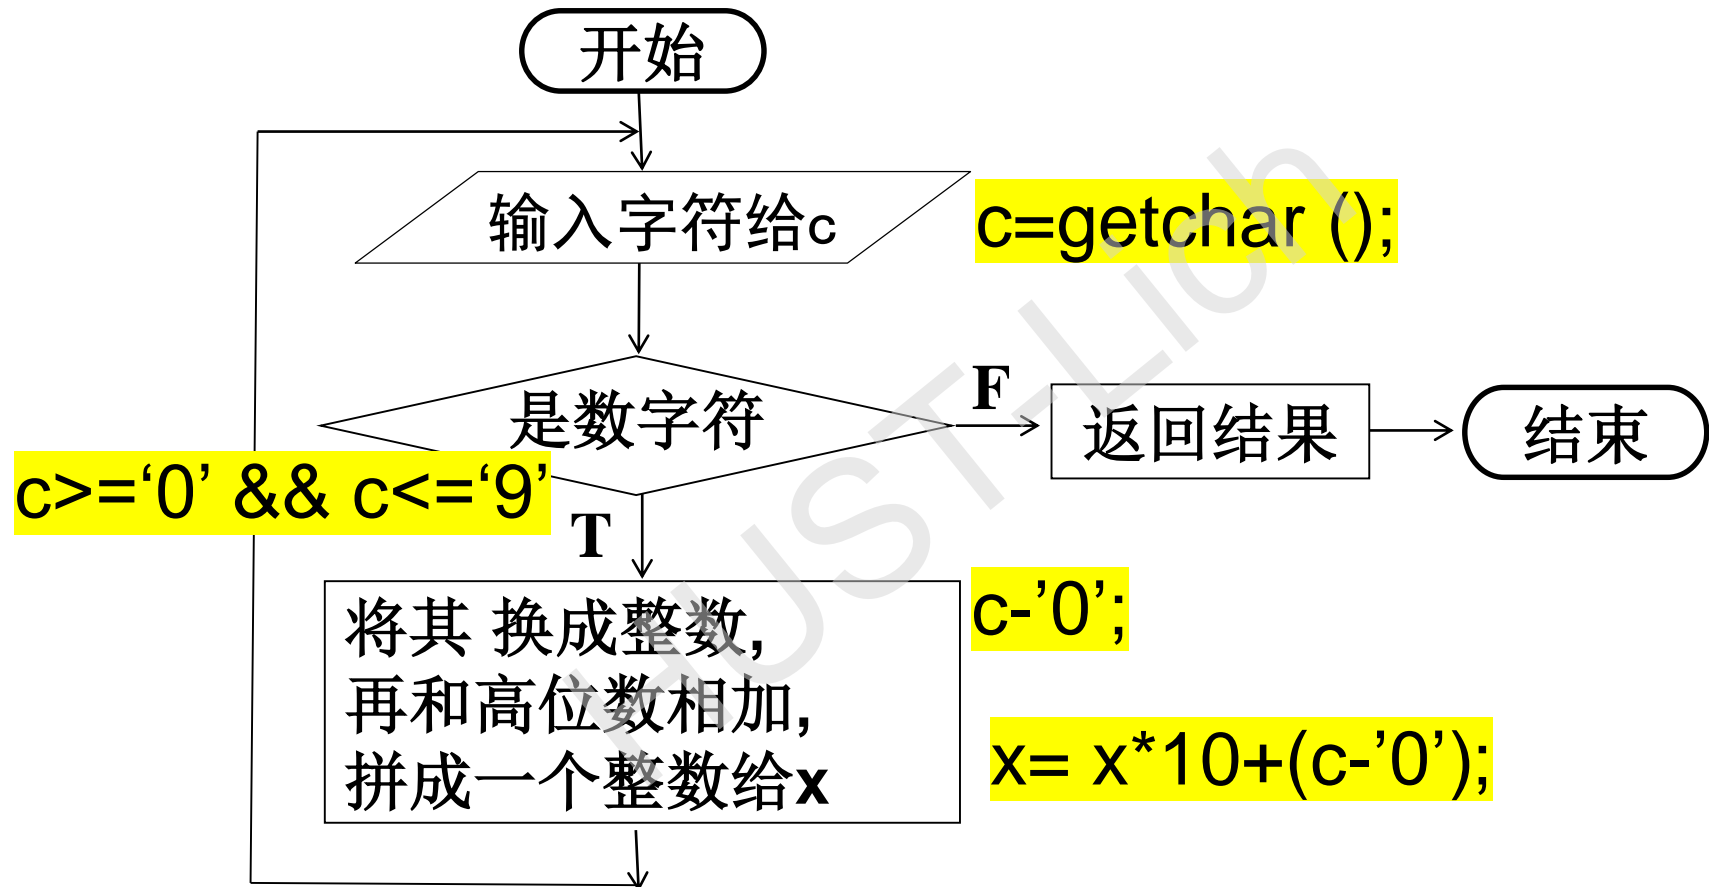 开始
输入字符给c
c=getchar ();
是数字符
F
返回结果
结束
c>=‘0’ && c<=‘9’
T
将其 换成整数,
再和高位数相加,
拼成一个整数给x
c-’0’;
x= x*10+(c-’0’);
HUST-Lich